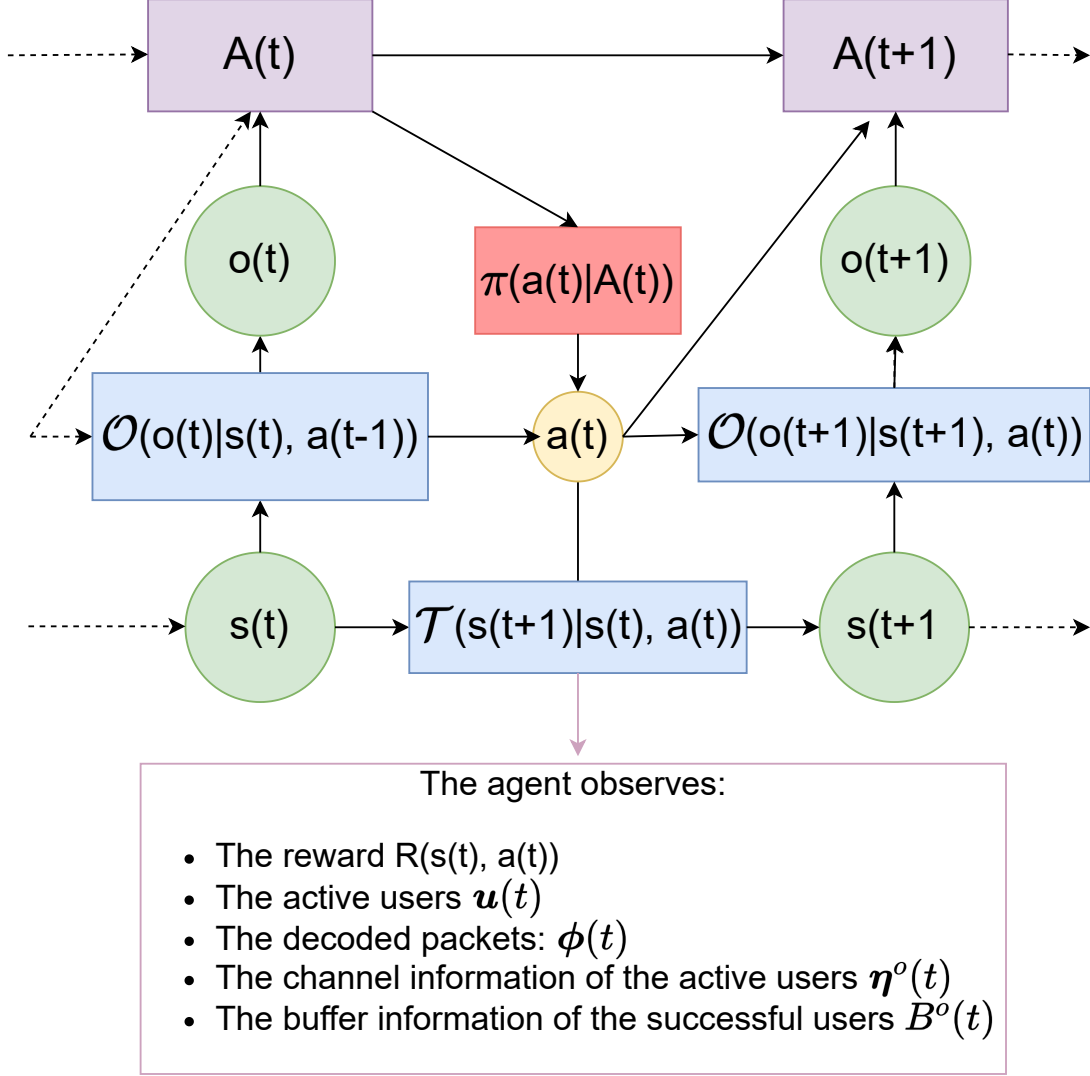 A(t)
A(t+1)
o(t)
o(t+1)
π(a(t)|A(t))
𝒪(o(t)|s(t), a(t-1))
a(t)
𝒪(o(t+1)|s(t+1), a(t))
s(t)
𝒯(s(t+1)|s(t), a(t))
s(t+1
The agent observes:
• The reward R(s(t), a(t))
• The active users 𝒖(t)
• The decoded packets: ϕ(t)
• The channel information of the active users 𝜼ᵒ(t)
• The buffer information of the successful users Bᵒ(t)